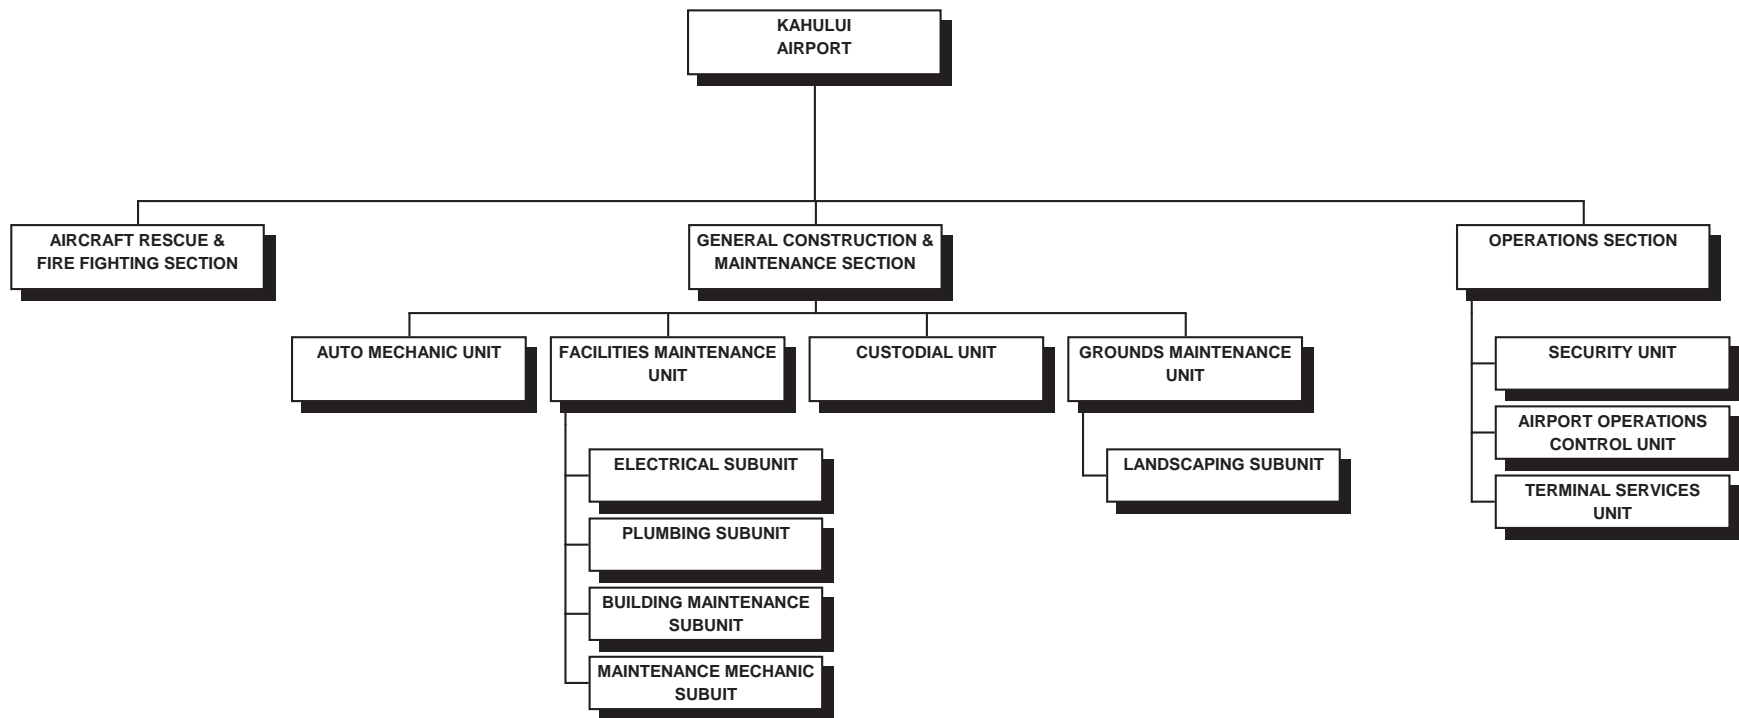 KAHULUI
AIRPORT
AIRCRAFT RESCUE &
FIRE FIGHTING SECTION
GENERAL CONSTRUCTION &
MAINTENANCE SECTION
OPERATIONS SECTION
AUTO MECHANIC UNIT
FACILITIES MAINTENANCE
UNIT
CUSTODIAL UNIT
GROUNDS MAINTENANCE
UNIT
ELECTRICAL SUBUNIT
PLUMBING SUBUNIT
BUILDING MAINTENANCE
SUBUNIT
MAINTENANCE MECHANIC
SUBUIT
LANDSCAPING SUBUNIT
SECURITY UNIT
AIRPORT OPERATIONS
CONTROL UNIT
TERMINAL SERVICES
UNIT